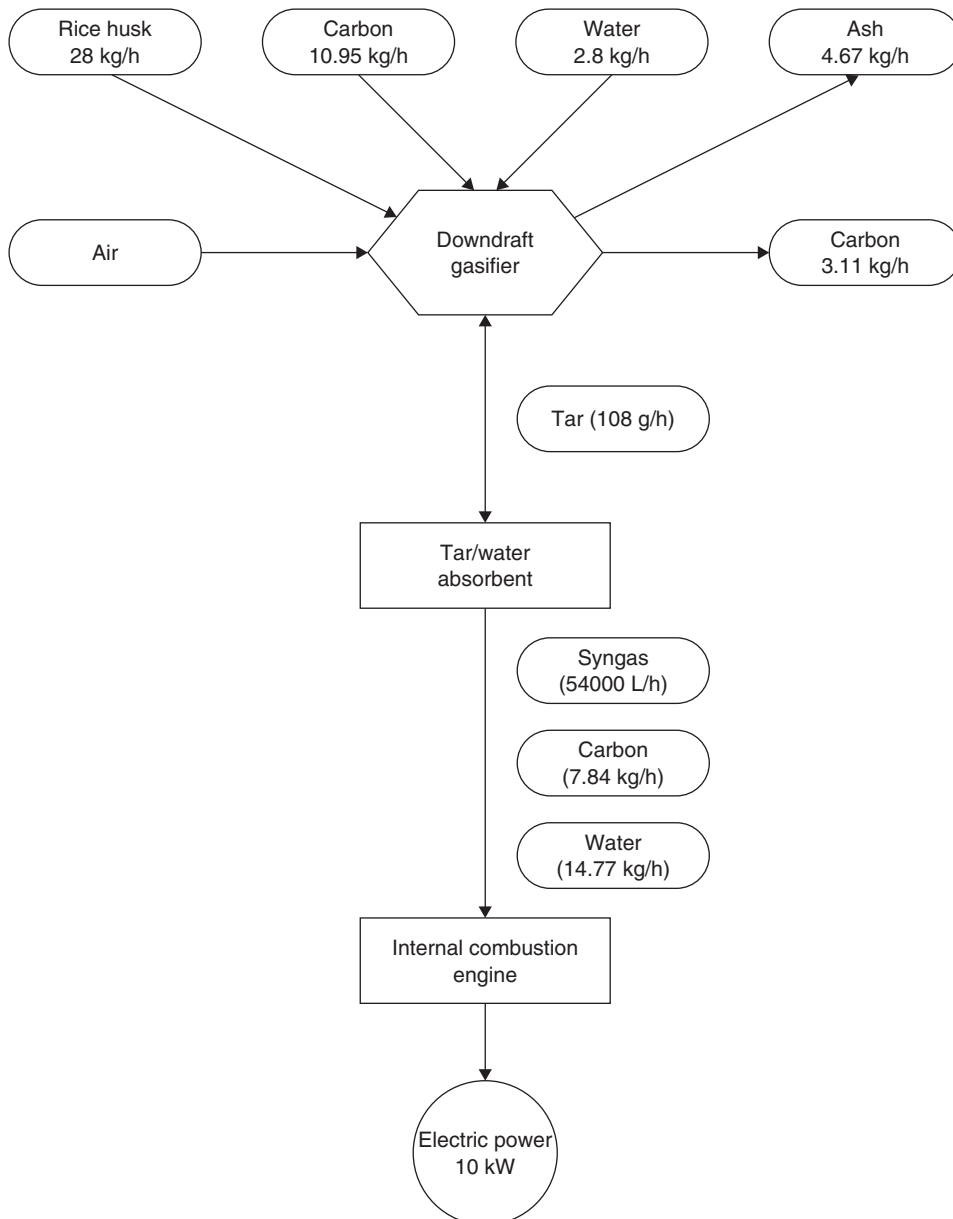 Rice husk
28 kg/h
Carbon
10.95 kg/h
Water
2.8 kg/h
Ash
4.67 kg/h
Air
Downdraft
gasifier
Carbon
3.11 kg/h
Tar (108 g/h)
Tar/water
absorbent
Syngas
(54000 L/h)
Carbon
(7.84 kg/h)
Water
(14.77 kg/h)
Internal combustion
engine
Electric power
10 kW